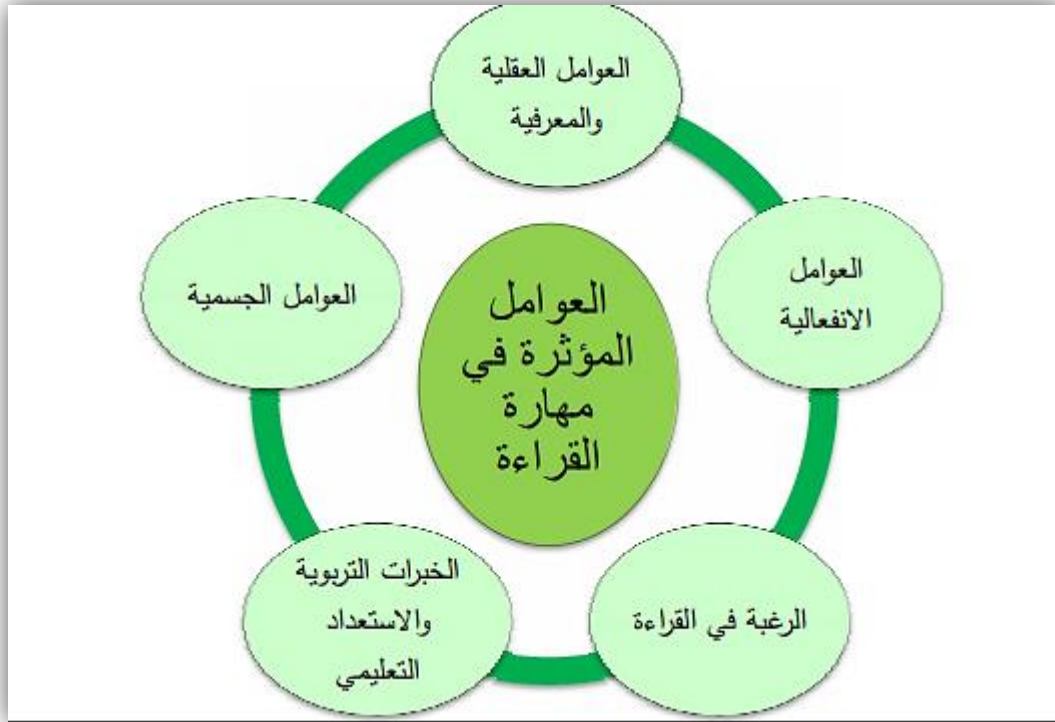 العوامل العقلية
والمعرفية
العوامل
الانفعالية
العوامل الجسمية
العوامل
المؤثرة في
مهارة
القراءة
الرغبة في القراءة
الخبرات التربوية
والاستعداد
التعليمي